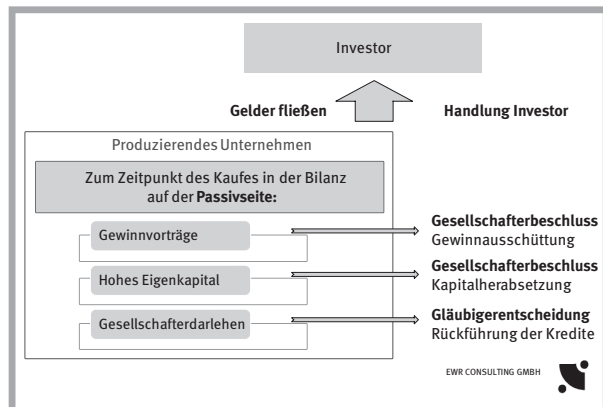 Investor
Gelder fließen
Handlung Investor
Produzierendes Unternehmen
Zum Zeitpunkt des Kaufes in der Bilanz
auf der Passivseite:
Gewinnvorträge
Gesellschafterbeschluss
Gewinnausschüttung
Hohes Eigenkapital
Gesellschafterbeschluss
Kapitalherabsetzung
Gesellschafterdarlehen
Gläubigerentscheidung
Rückführung der Kredite
EWR CONSULTING GMBH